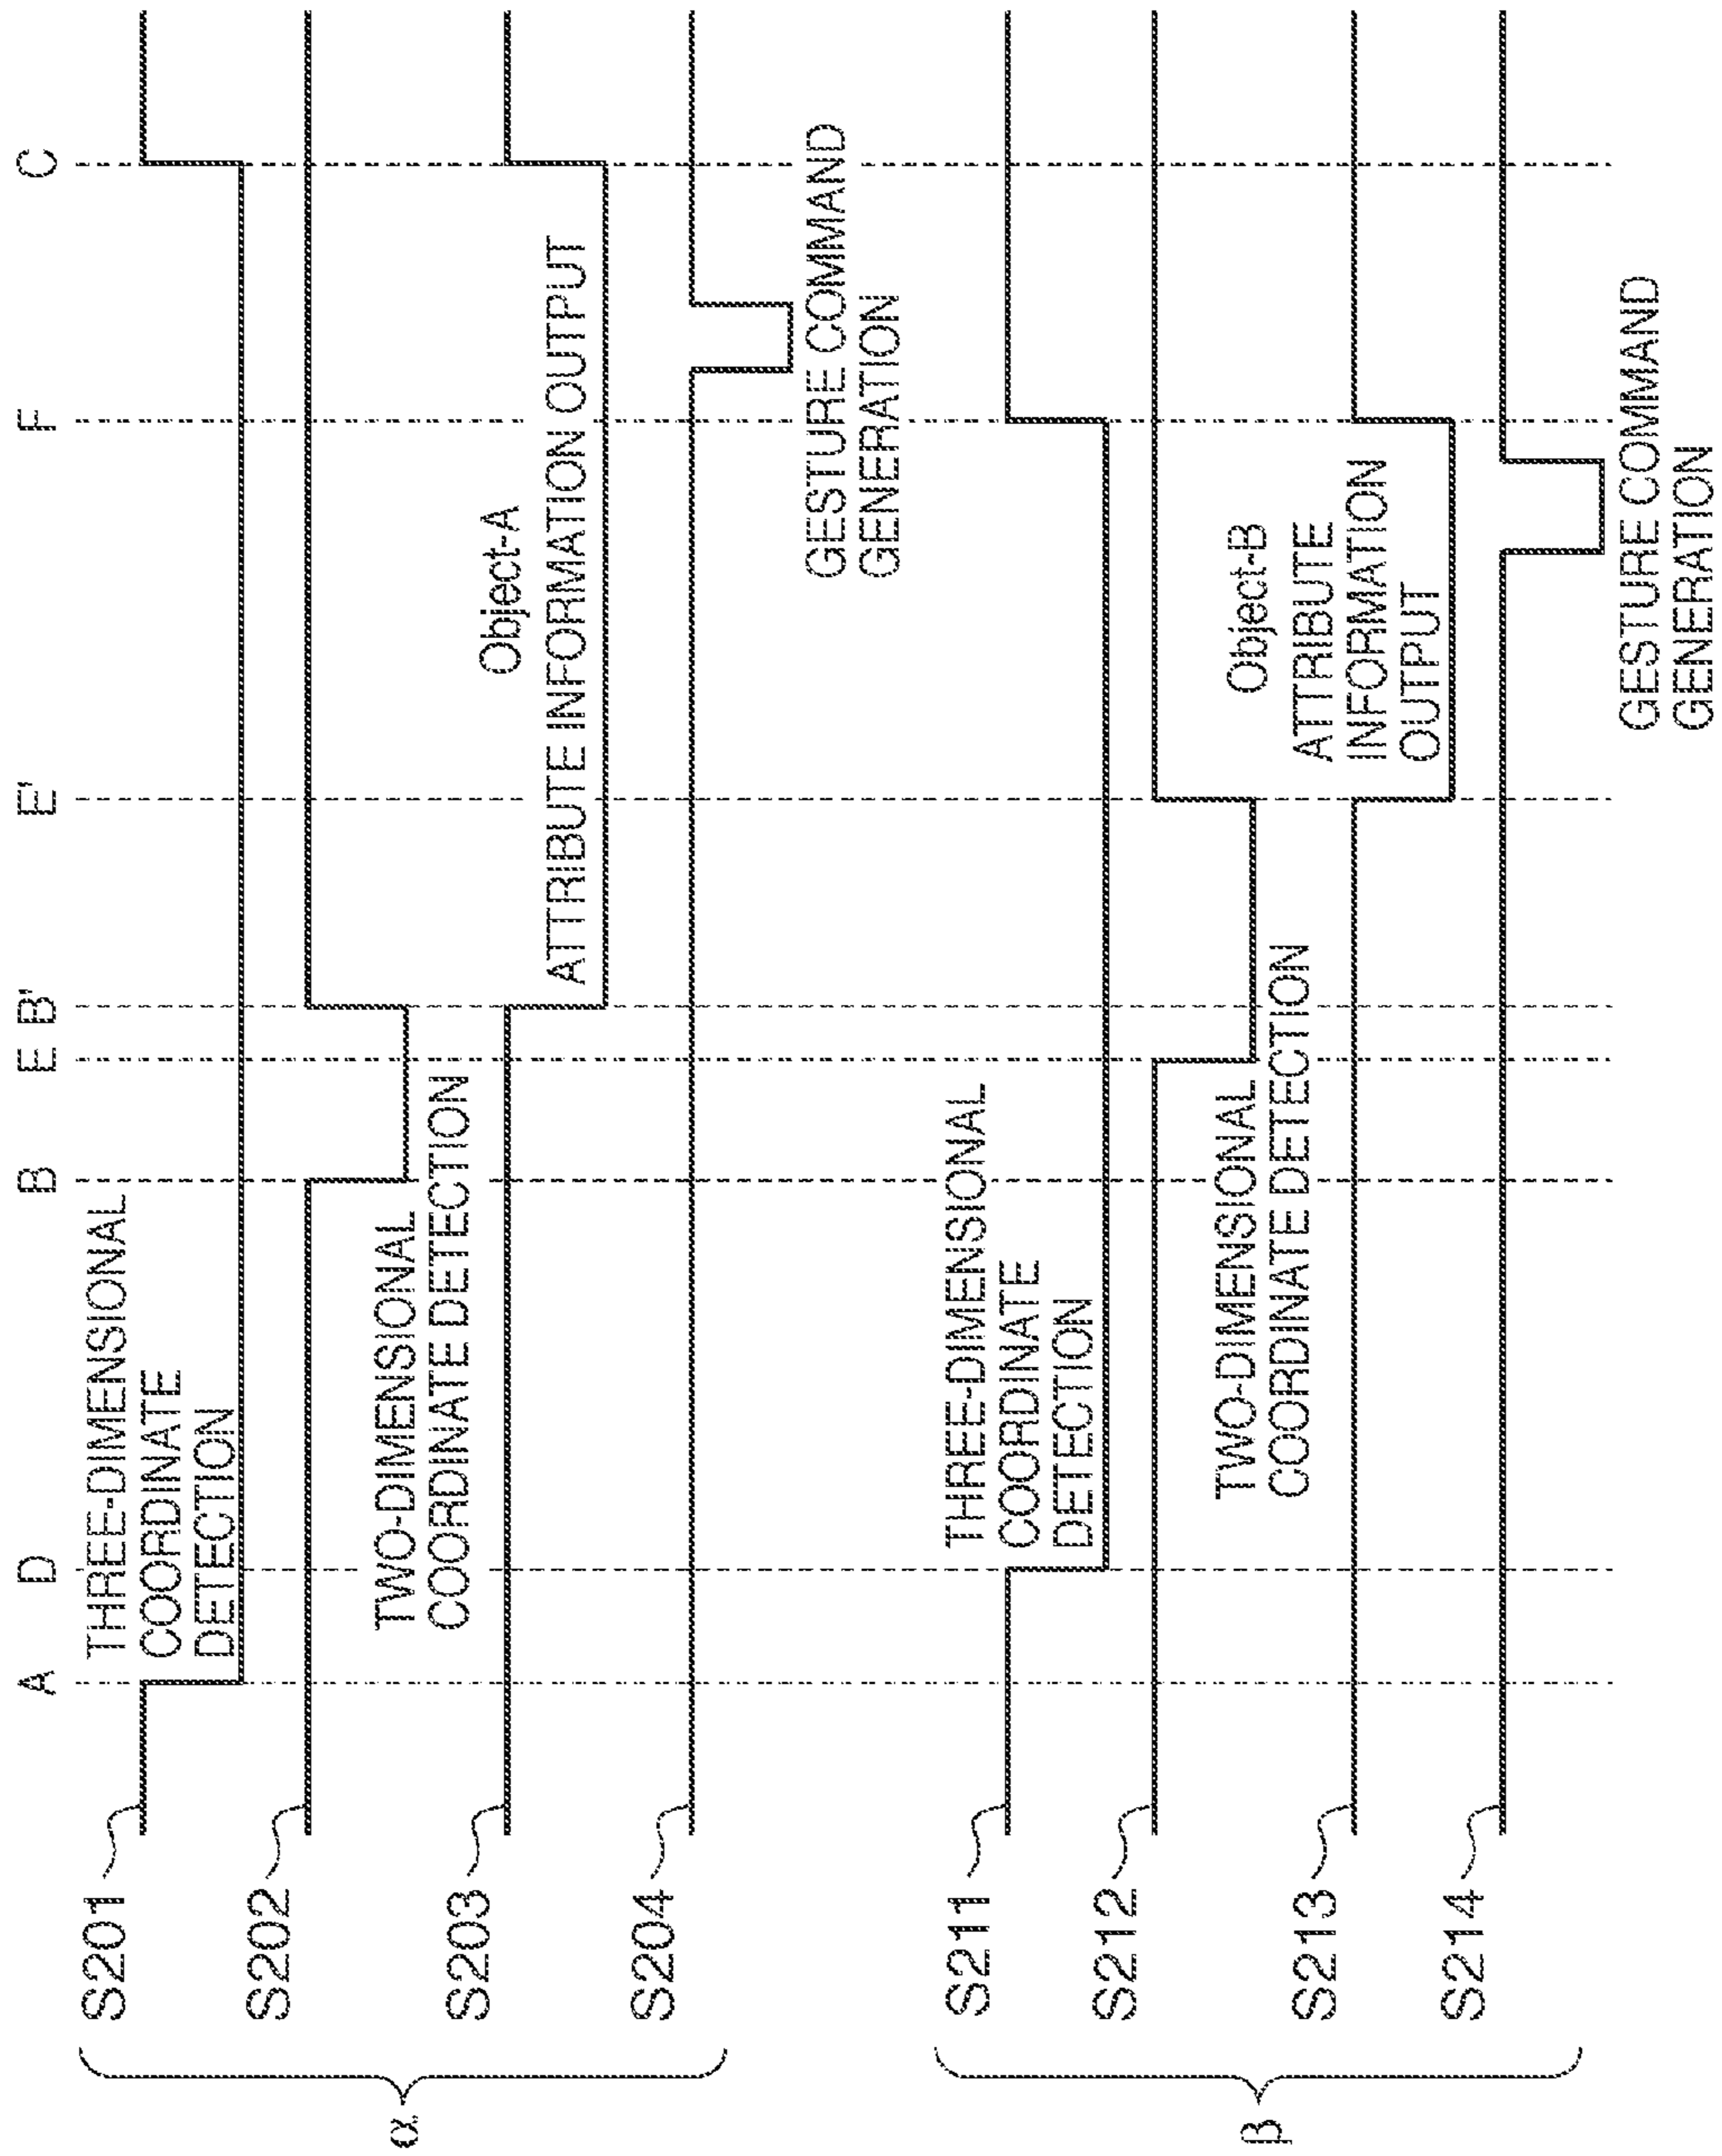 A
D
B
E
B'
E'
F
C
α
S201
THREE-DIMENSIONAL
COORDINATE
DETECTION
S202
TWO-DIMENSIONAL
COORDINATE DETECTION
S203
Object-A
ATTRIBUTE INFORMATION OUTPUT
S204
GESTURE COMMAND
GENERATION
β
S211
THREE-DIMENSIONAL
COORDINATE
DETECTION
S212
TWO-DIMENSIONAL
COORDINATE DETECTION
S213
Object-B
ATTRIBUTE
INFORMATION
OUTPUT
S214
GESTURE COMMAND
GENERATION